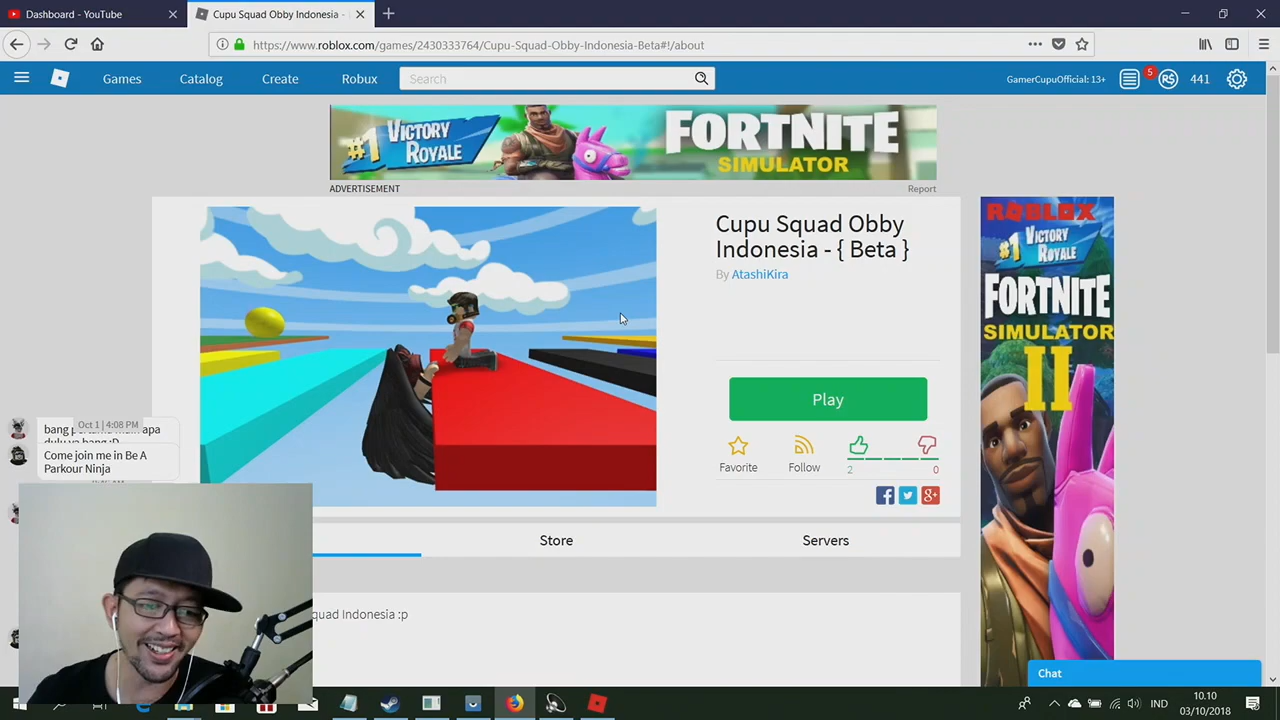 Dashboard - YouTube
Cupu Squad Obby Indonesia -
https://www.roblox.com/games/2430333764/Cupu-Squad-Obby-Indonesia-Beta#!/about
Games
Catalog
Create
Robux
Search
GamerCupuOfficial: 13+
5
R$
441
#1 VICTORY ROYALE
FORTNITE
SIMULATOR
ADVERTISEMENT
Report
Cupu Squad Obby
Indonesia - { Beta }
By AtashiKira
Play
Favorite
Follow
2
0
Store
Servers
ROBLOX
#1 VICTORY
ROYALE
FORTNITE
SIMULATOR
II
Oct 1 | 4:08 PM
bang
apa
Come join me in Be A
Parkour Ninja
quad Indonesia :p
Chat
IND
10.10
03/10/2018